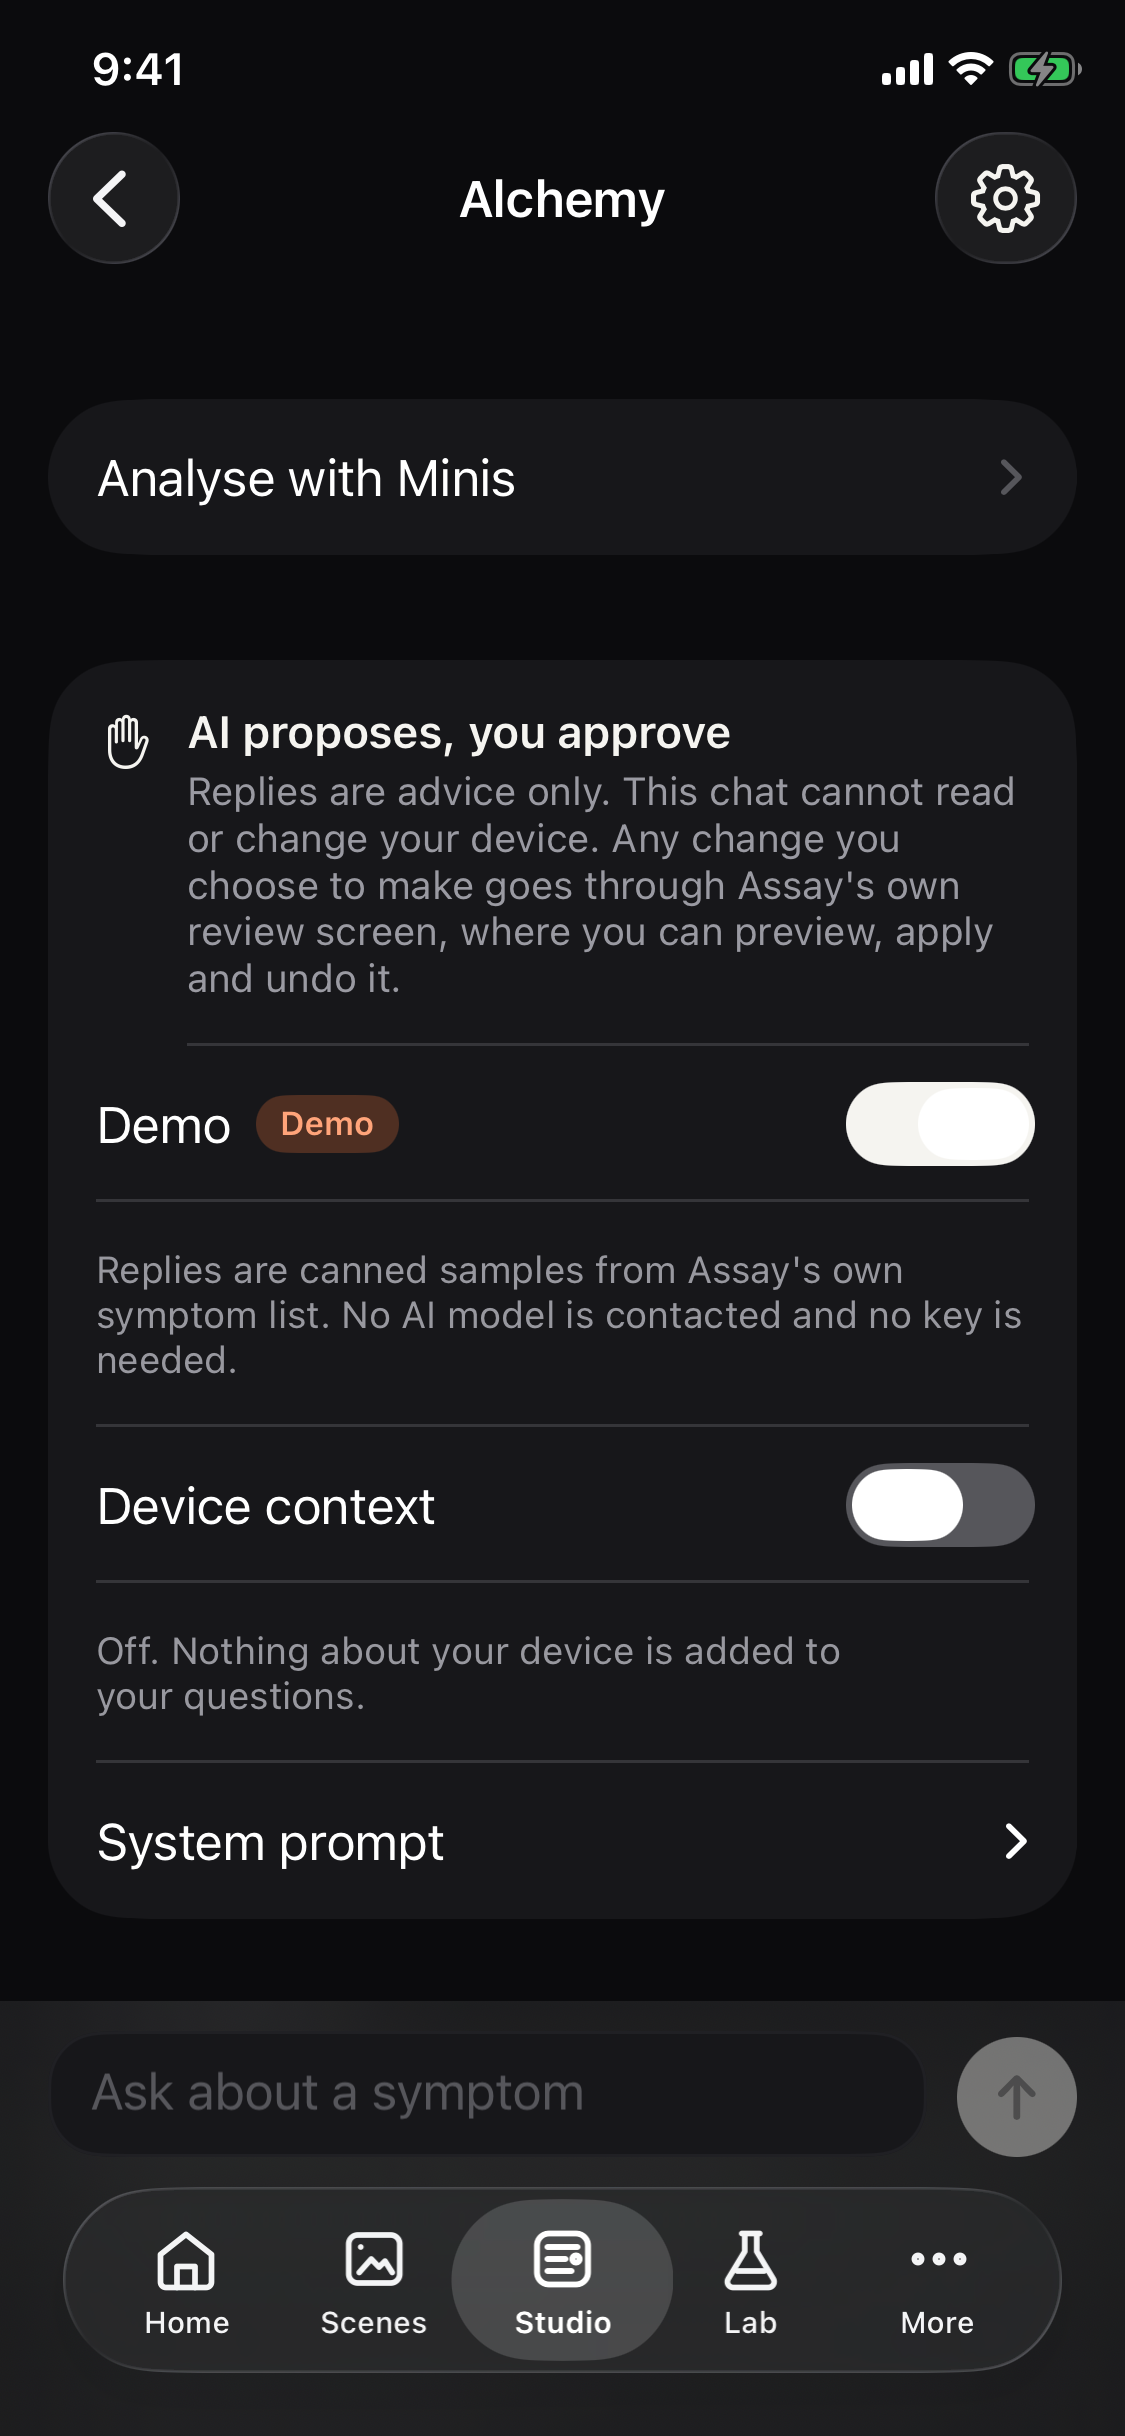 9:41
Alchemy
Analyse with Minis
AI proposes, you approve
Replies are advice only. This chat cannot read
or change your device. Any change you
choose to make goes through Assay's own
review screen, where you can preview, apply
and undo it.
Demo Demo
Replies are canned samples from Assay's own
symptom list. No AI model is contacted and no key is
needed.
Device context
Off. Nothing about your device is added to
your questions.
System prompt
Ask about a symptom
Home Scenes Studio Lab More